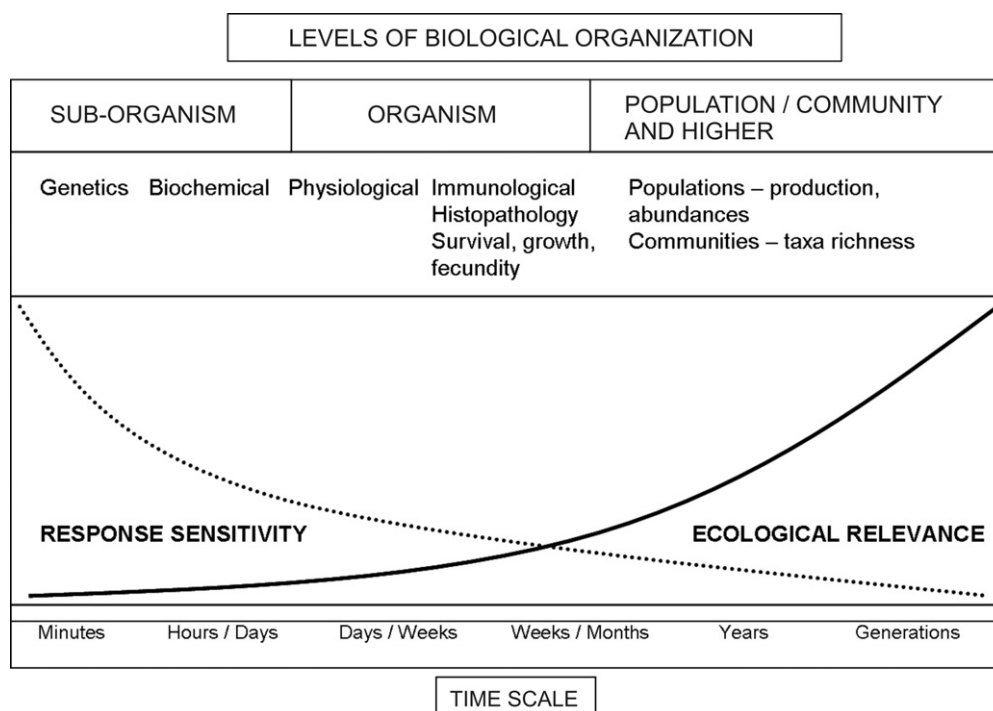 LEVELS OF BIOLOGICAL ORGANIZATION
SUB-ORGANISM
ORGANISM
POPULATION / COMMUNITY
AND HIGHER
Genetics
Biochemical
Physiological
Immunological
Histopathology
Survival, growth,
fecundity
Populations – production,
abundances
Communities – taxa richness
RESPONSE SENSITIVITY
ECOLOGICAL RELEVANCE
Minutes
Hours / Days
Days / Weeks
Weeks / Months
Years
Generations
TIME SCALE